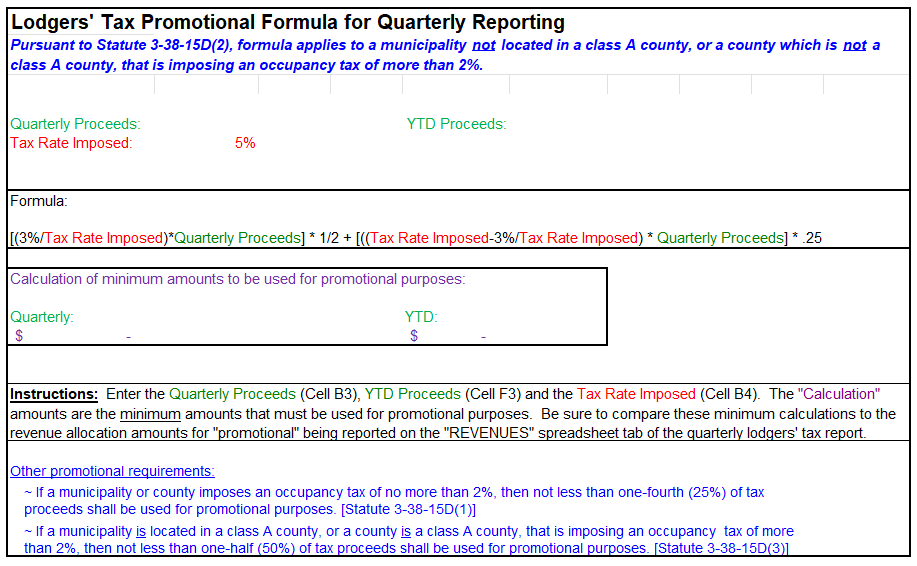 Lodgers' Tax Promotional Formula for Quarterly Reporting
Pursuant to Statute 3-38-15D(2), formula applies to a municipality not located in a class A county, or a county which is not a
class A county, that is imposing an occupancy tax of more than 2%.
Quarterly Proceeds: YTD Proceeds:
Tax Rate Imposed: 5%
Formula:
[(3%/Tax Rate Imposed)*Quarterly Proceeds] * 1/2 + [((Tax Rate Imposed-3%/Tax Rate Imposed) * Quarterly Proceeds] * .25
Calculation of minimum amounts to be used for promotional purposes:
Quarterly: YTD:
$ - $ -
Instructions: Enter the Quarterly Proceeds (Cell B3), YTD Proceeds (Cell F3) and the Tax Rate Imposed (Cell B4). The "Calculation"
amounts are the minimum amounts that must be used for promotional purposes. Be sure to compare these minimum calculations to the
revenue allocation amounts for "promotional" being reported on the "REVENUES" spreadsheet tab of the quarterly lodgers' tax report.
Other promotional requirements:
~ If a municipality or county imposes an occupancy tax of no more than 2%, then not less than one-fourth (25%) of tax
proceeds shall be used for promotional purposes. [Statute 3-38-15D(1)]
~ If a municipality is located in a class A county, or a county is a class A county, that is imposing an occupancy tax of more
than 2%, then not less than one-half (50%) of tax proceeds shall be used for promotional purposes. [Statute 3-38-15D(3)]